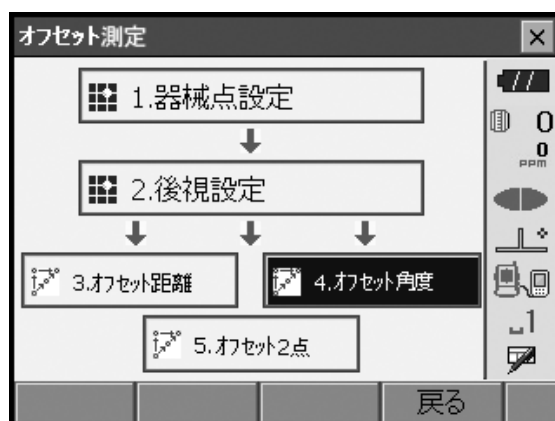 オフセット測定
1.器械点設定
2.後視設定
3.オフセット距離
4.オフセット角度
5.オフセット2点
0
0
PPM
1
戻る